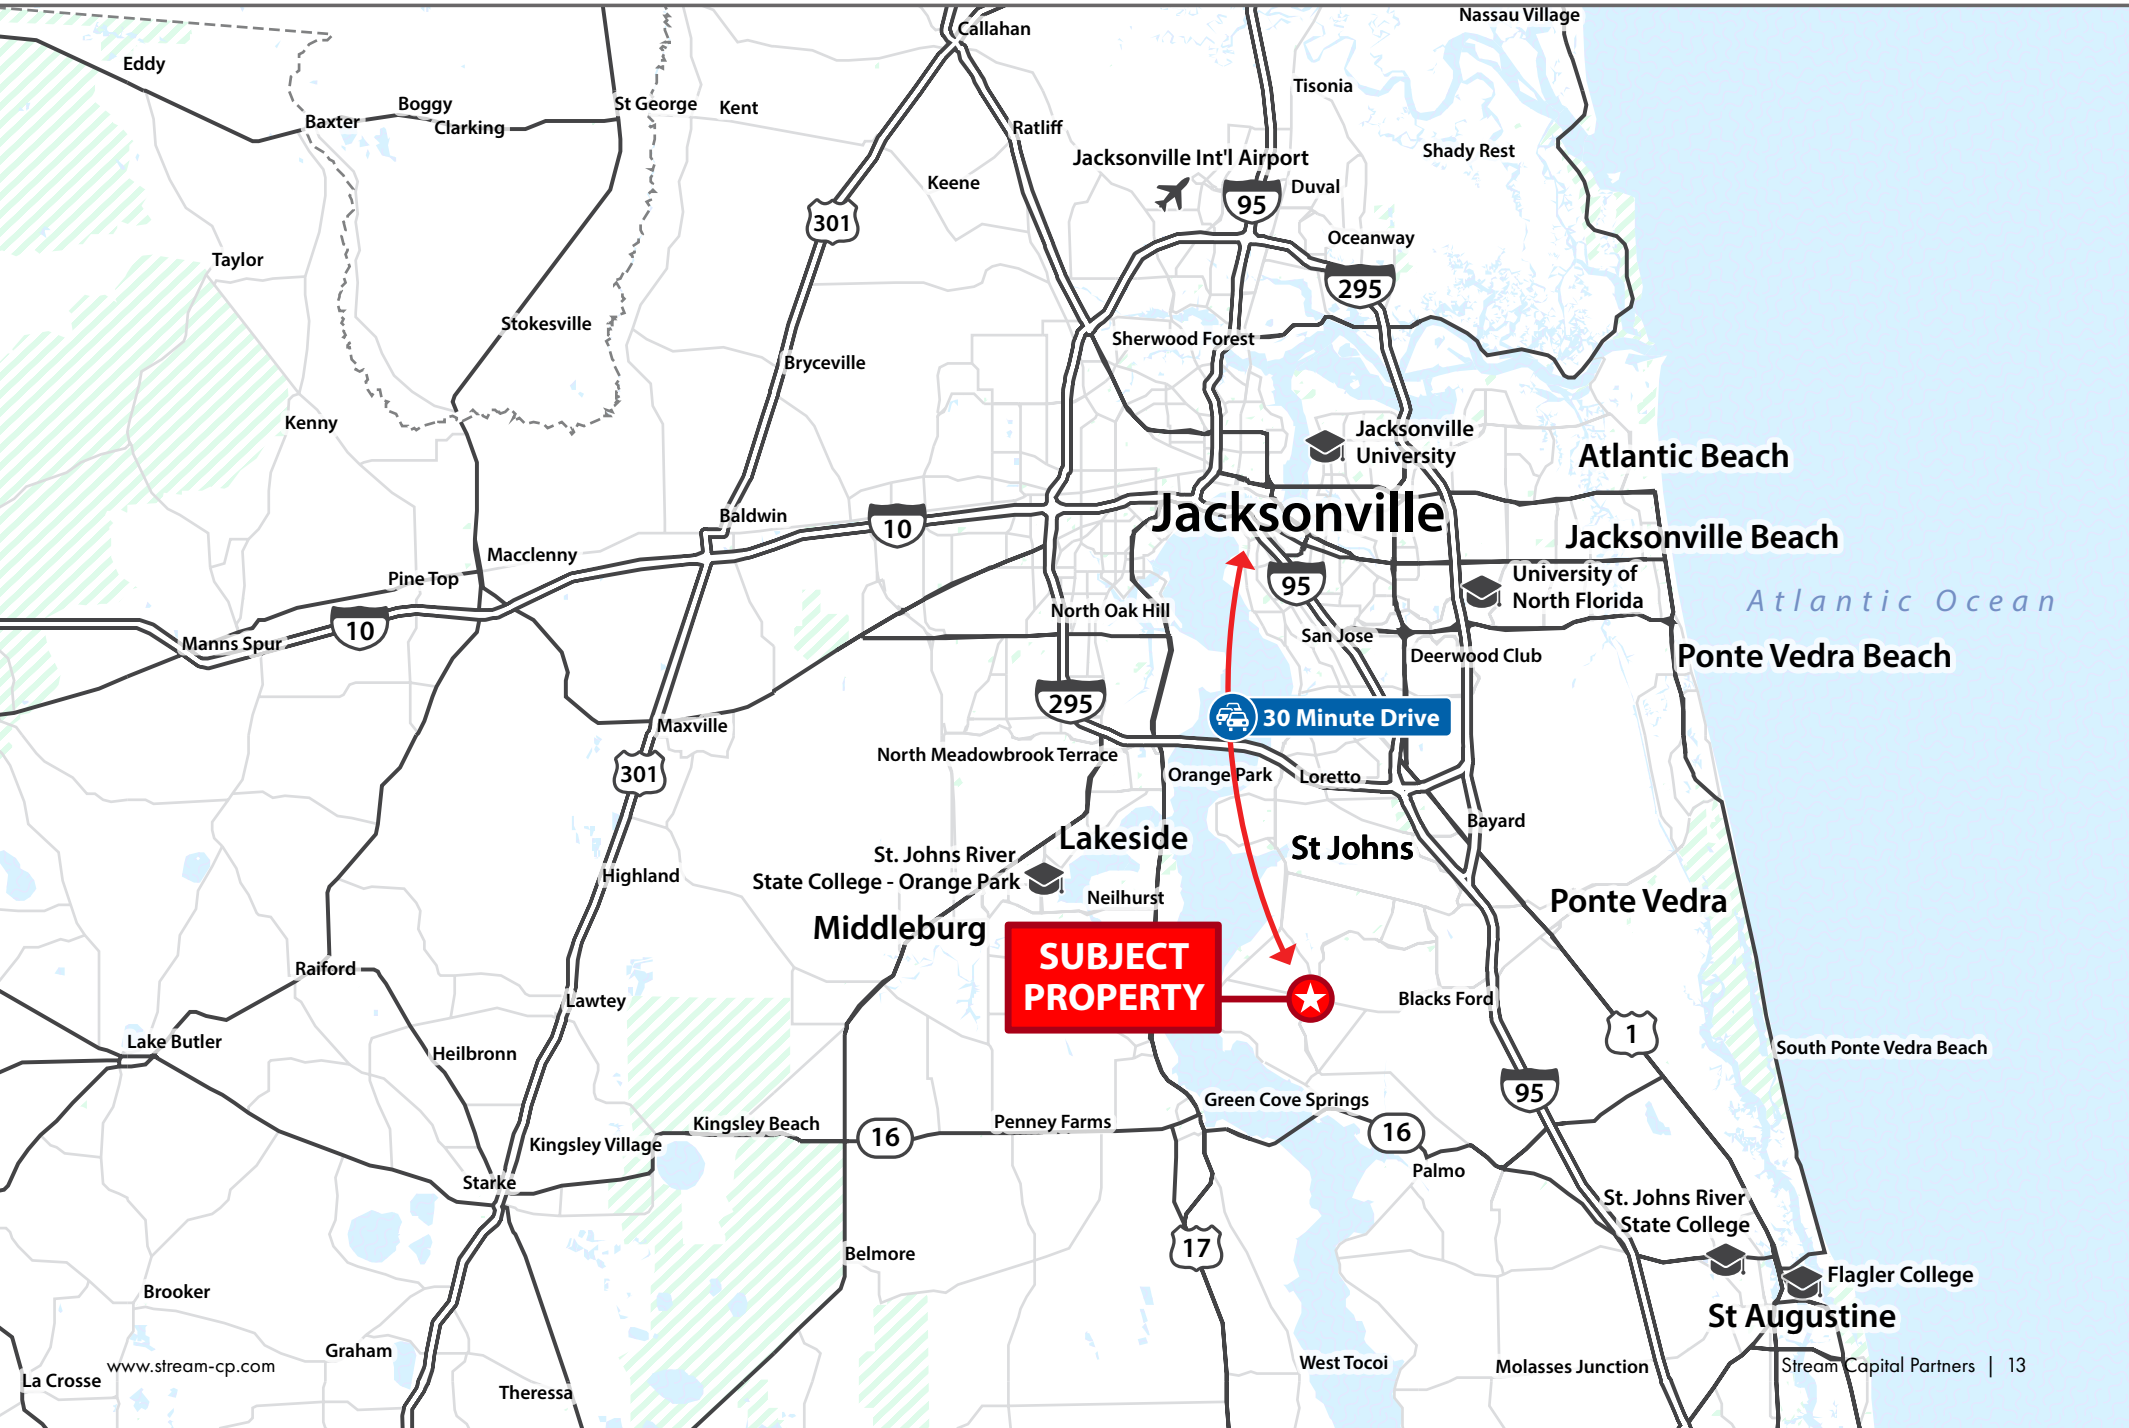 Nassau Village
Callahan
Eddy
Tisonia
Boggy
St George
Kent
Baxter
Clarking
Ratliff
Shady Rest
Jacksonville Int'l Airport
Keene
Duval
95
301
Oceanway
Taylor
295
Stokesville
Sherwood Forest
Bryceville
Kenny
Jacksonville
University
Atlantic Beach
Jacksonville
Baldwin
10
Jacksonville Beach
Macclenny
Pine Top
95
University of
North Florida
Atlantic Ocean
North Oak Hill
10
Manns Spur
San Jose
Deerwood Club
Ponte Vedra Beach
295
30 Minute Drive
Maxville
North Meadowbrook Terrace
301
Orange Park
Loretto
Bayard
Lakeside
St Johns
St. Johns River
State College - Orange Park
Highland
Neilhurst
Ponte Vedra
Middleburg
SUBJECT
PROPERTY
Raiford
Lawtey
Blacks Ford
1
Lake Butler
Heilbronn
South Ponte Vedra Beach
95
Green Cove Springs
Kingsley Beach
Penney Farms
16
16
Kingsley Village
Palmo
Starke
St. Johns River
State College
17
Belmore
Flagler College
Brooker
St Augustine
Graham
West Tocoi
Molasses Junction
www.stream-cp.com
Stream Capital Partners | 13
La Crosse
Theressa